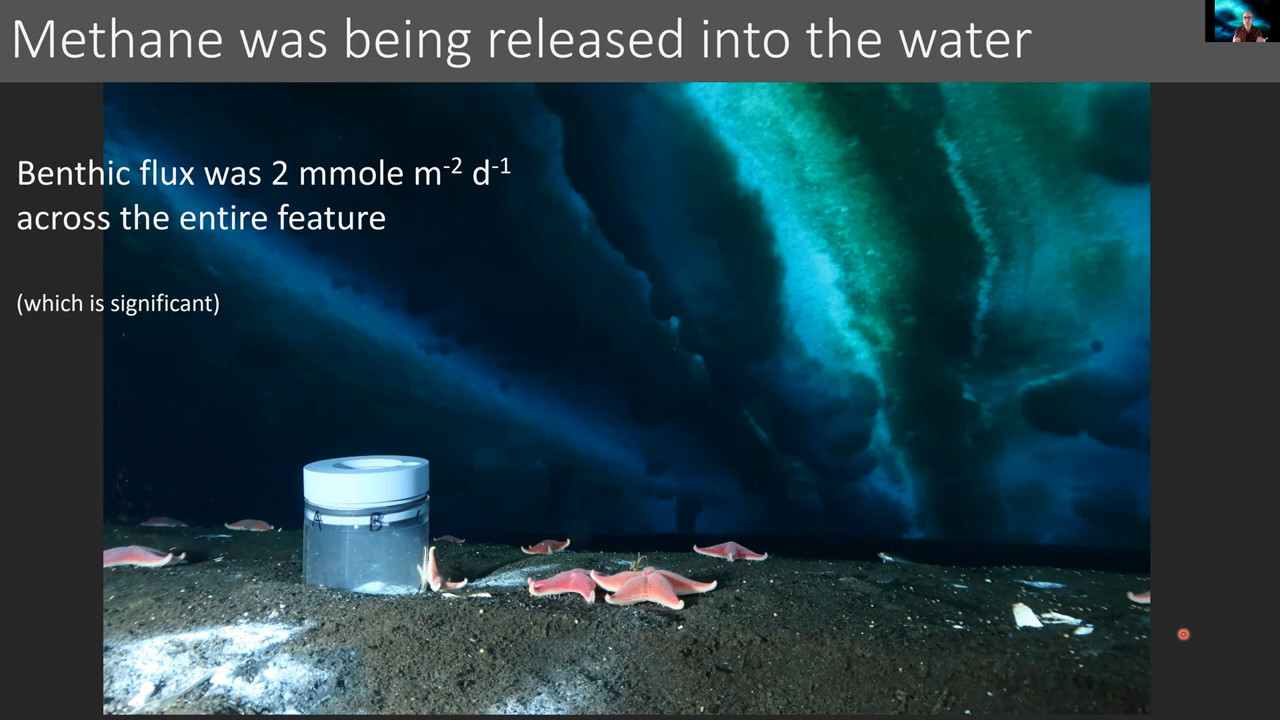 Methane was being released into the water
Benthic flux was 2 mmole m-2 d-1
across the entire feature
(which is significant)
A B